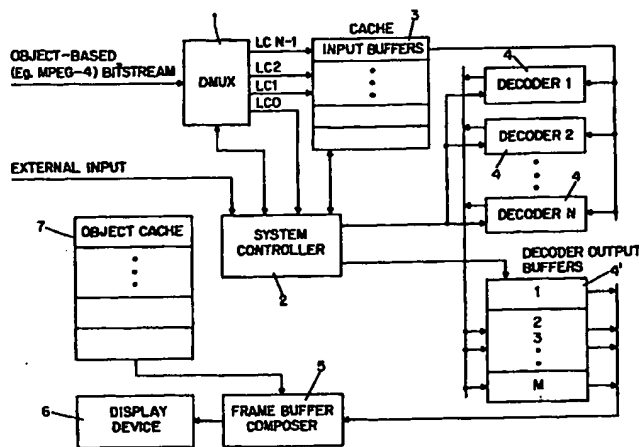 1
CACHE
3
OBJECT-BASED
(Eg. MPEG-4) BITSTREAM
DMUX
LC N-1
LC2
LC1
LC0
INPUT BUFFERS
4
DECODER 1
DECODER 2
4
4
DECODER N
EXTERNAL INPUT
7
OBJECT CACHE
SYSTEM
CONTROLLER
2
DECODER OUTPUT
BUFFERS
4'
1
2
3
M
5
6
DISPLAY
DEVICE
FRAME BUFFER
COMPOSER